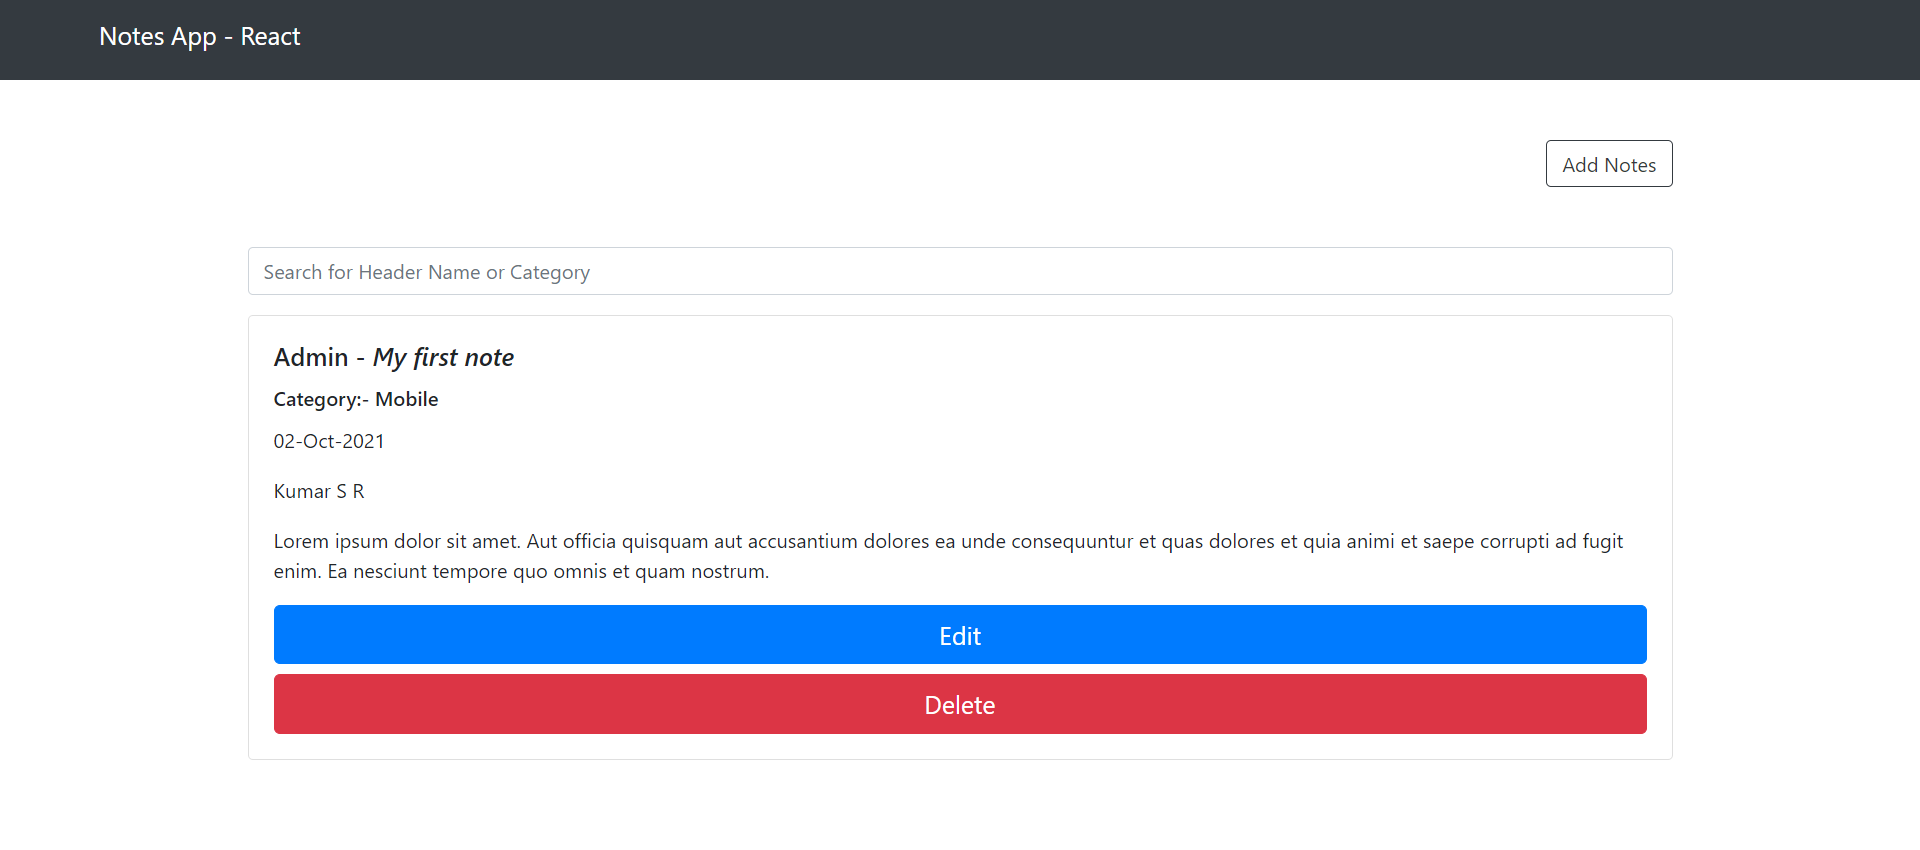 Notes App - React
Add Notes
Search for Header Name or Category
Admin - My first note
Category:- Mobile
02-Oct-2021
Kumar S R
Lorem ipsum dolor sit amet. Aut officia quisquam aut accusantium dolores ea unde consequuntur et quas dolores et quia animi et saepe corrupti ad fugit
enim. Ea nesciunt tempore quo omnis et quam nostrum.
Edit
Delete